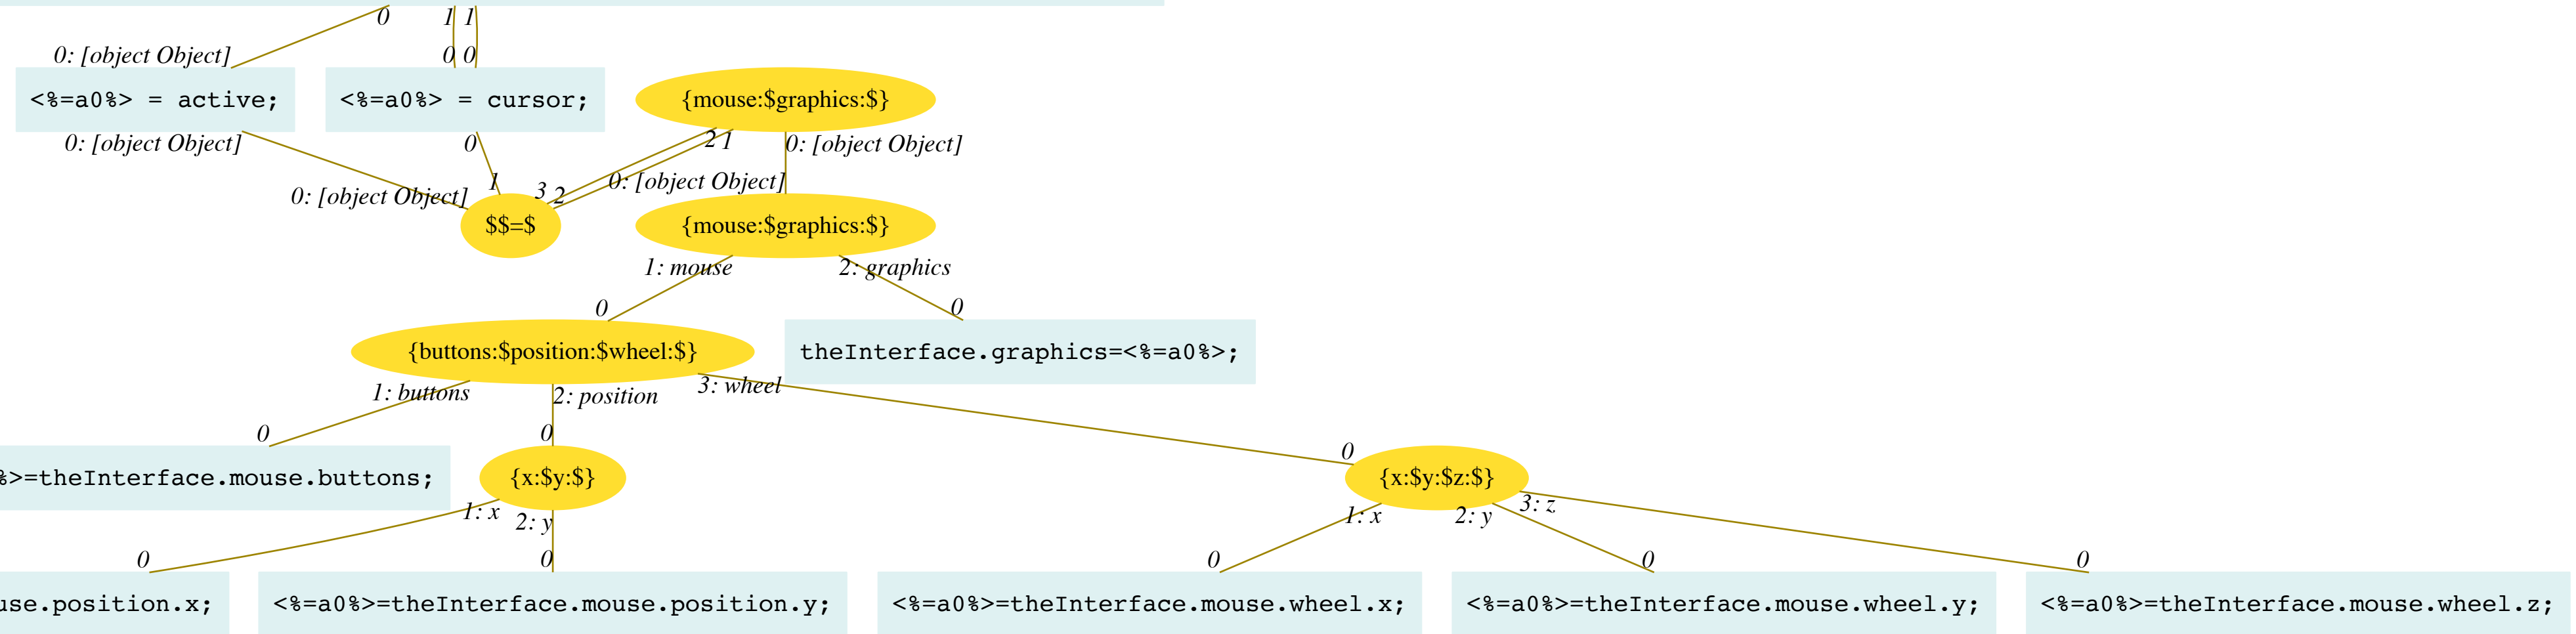 0 1 1
0: [object Object] 0 0
<%=a0%> = active; <%=a0%> = cursor; {mouse:$graphics:$}
0: [object Object] 0 2 1 0: [object Object]
0: [object Object] 1 3 2 0: [object Object]
$$=$ {mouse:$graphics:$}
1: mouse 2: graphics
0 0
{buttons:$position:$wheel:$} theInterface.graphics=<%=a0%>;
1: buttons 2: position 3: wheel
0 0 0
%>=theInterface.mouse.buttons; {x:$y:$} {x:$y:$z:$}
1: x 2: y 1: x 2: y 3: z
0 0 0 0 0
use.position.x; <%=a0%>=theInterface.mouse.position.y; <%=a0%>=theInterface.mouse.wheel.x; <%=a0%>=theInterface.mouse.wheel.y; <%=a0%>=theInterface.mouse.wheel.z;